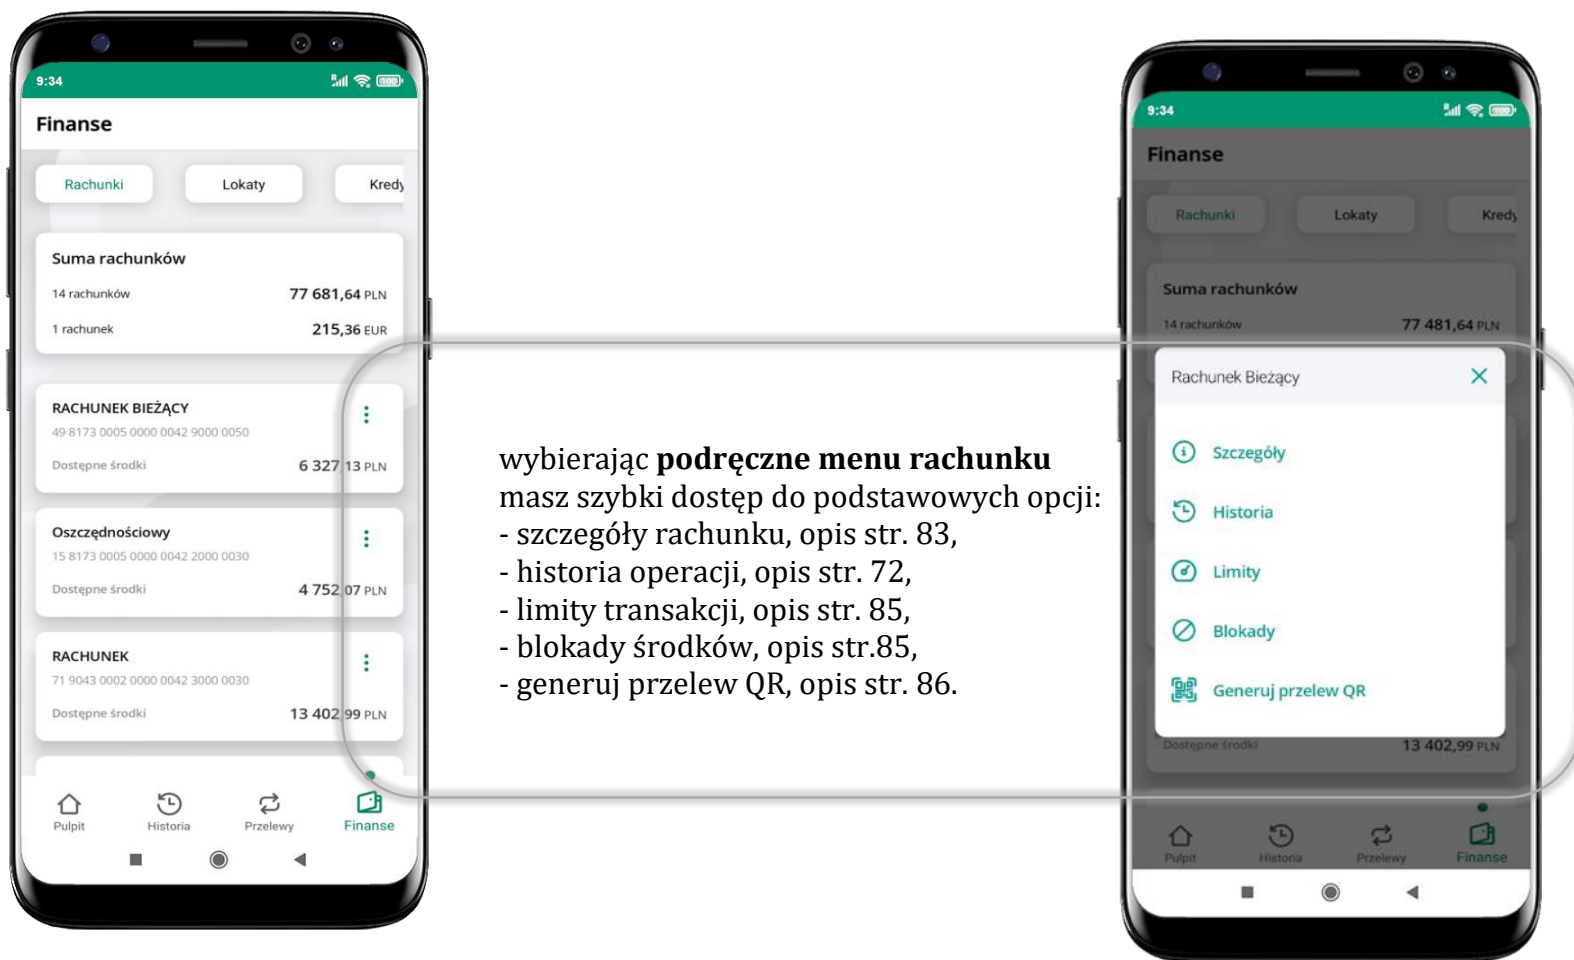 9:34
Finanse
Rachunki Lokaty Kredy
Suma rachunków
14 rachunków 77 681,64 PLN
1 rachunek 215,36 EUR
RACHUNEK BIEŻĄCY
49 8173 0005 0000 0042 9000 0050
Dostępne środki 6 327,13 PLN
Oszczędnościowy
15 8173 0005 0000 0042 2000 0030
Dostępne środki 4 752,07 PLN
RACHUNEK
71 9043 0002 0000 0042 3000 0030
Dostępne środki 13 402,99 PLN
Pulpit Historia Przelewy Finanse
wybierając podręczne menu rachunku
masz szybki dostęp do podstawowych opcji:
- szczegóły rachunku, opis str. 83,
- historia operacji, opis str. 72,
- limity transakcji, opis str. 85,
- blokady środków, opis str.85,
- generuj przelew QR, opis str. 86.
9:34
Finanse
Rachunki Lokaty Kredy
Suma rachunków
14 rachunków 77 481,64 PLN
Rachunek Bieżący
Szczegóły
Historia
Limity
Blokady
Generuj przelew QR
Dostępne środki 13 402,99 PLN
Pulpit Historia Przelewy Finanse